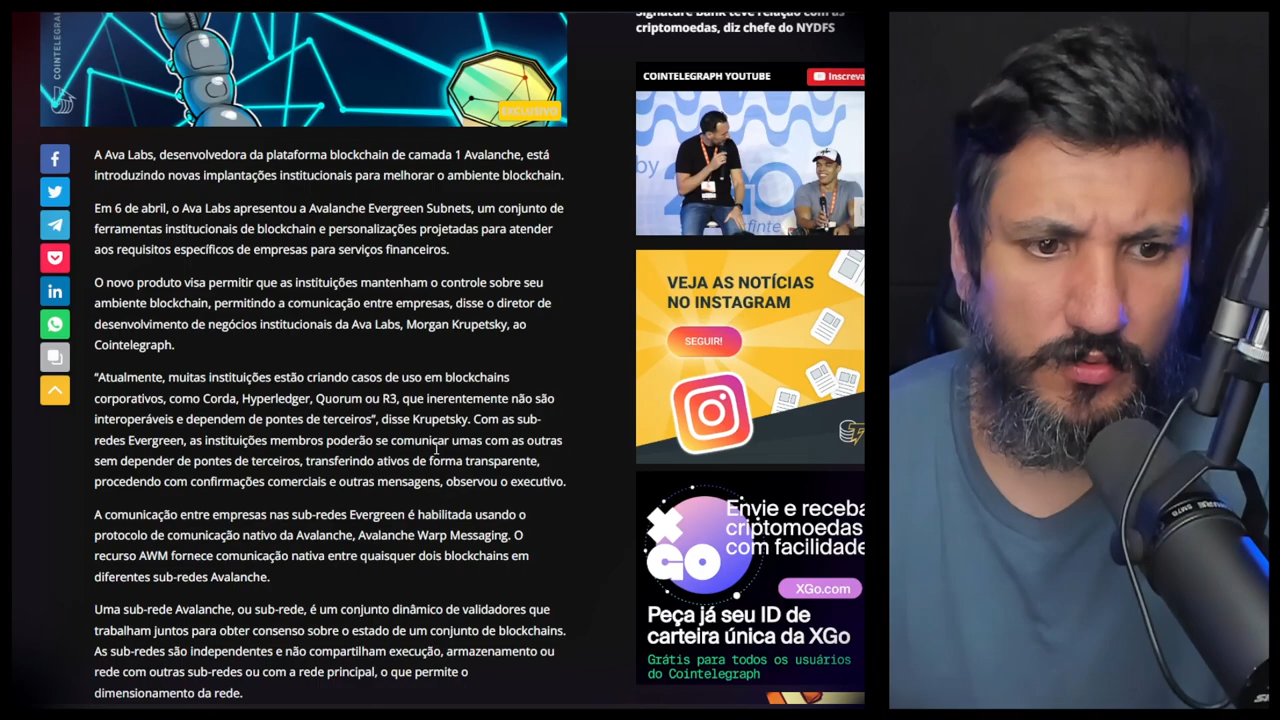 COINTELEGRAPH
EXCLUSIVO
A Ava Labs, desenvolvedora da plataforma blockchain de camada 1 Avalanche, está
introduzindo novas implantações institucionais para melhorar o ambiente blockchain.
Em 6 de abril, o Ava Labs apresentou a Avalanche Evergreen Subnets, um conjunto de
ferramentas institucionais de blockchain e personalizações projetadas para atender
aos requisitos específicos de empresas para serviços financeiros.
O novo produto visa permitir que as instituições mantenham o controle sobre seu
ambiente blockchain, permitindo a comunicação entre empresas, disse o diretor de
desenvolvimento de negócios institucionais da Ava Labs, Morgan Krupetsky, ao
Cointelegraph.
“Atualmente, muitas instituições estão criando casos de uso em blockchains
corporativos, como Corda, Hyperledger, Quorum ou R3, que inerentemente não são
interoperáveis e dependem de pontes de terceiros”, disse Krupetsky. Com as sub-
redes Evergreen, as instituições membros poderão se comunicar umas com as outras
sem depender de pontes de terceiros, transferindo ativos de forma transparente,
procedendo com confirmações comerciais e outras mensagens, observou o executivo.
A comunicação entre empresas nas sub-redes Evergreen é habilitada usando o
protocolo de comunicação nativo da Avalanche, Avalanche Warp Messaging. O
recurso AWM fornece comunicação nativa entre quaisquer dois blockchains em
diferentes sub-redes Avalanche.
Uma sub-rede Avalanche, ou sub-rede, é um conjunto dinâmico de validadores que
trabalham juntos para obter consenso sobre o estado de um conjunto de blockchains.
As sub-redes são independentes e não compartilham execução, armazenamento ou
rede com outras sub-redes ou com a rede principal, o que permite o
dimensionamento da rede.
Signature Bank teve relação com as
criptomoedas, diz chefe do NYDFS
COINTELEGRAPH YOUTUBE
Inscreva
by
VEJA AS NOTÍCIAS
NO INSTAGRAM
SEGUIR!
XGO
Envie e receba
criptomoedas
com facilidade
XGo.com
Peça já seu ID de
carteira única da XGo
Grátis para todos os usuários
do Cointelegraph